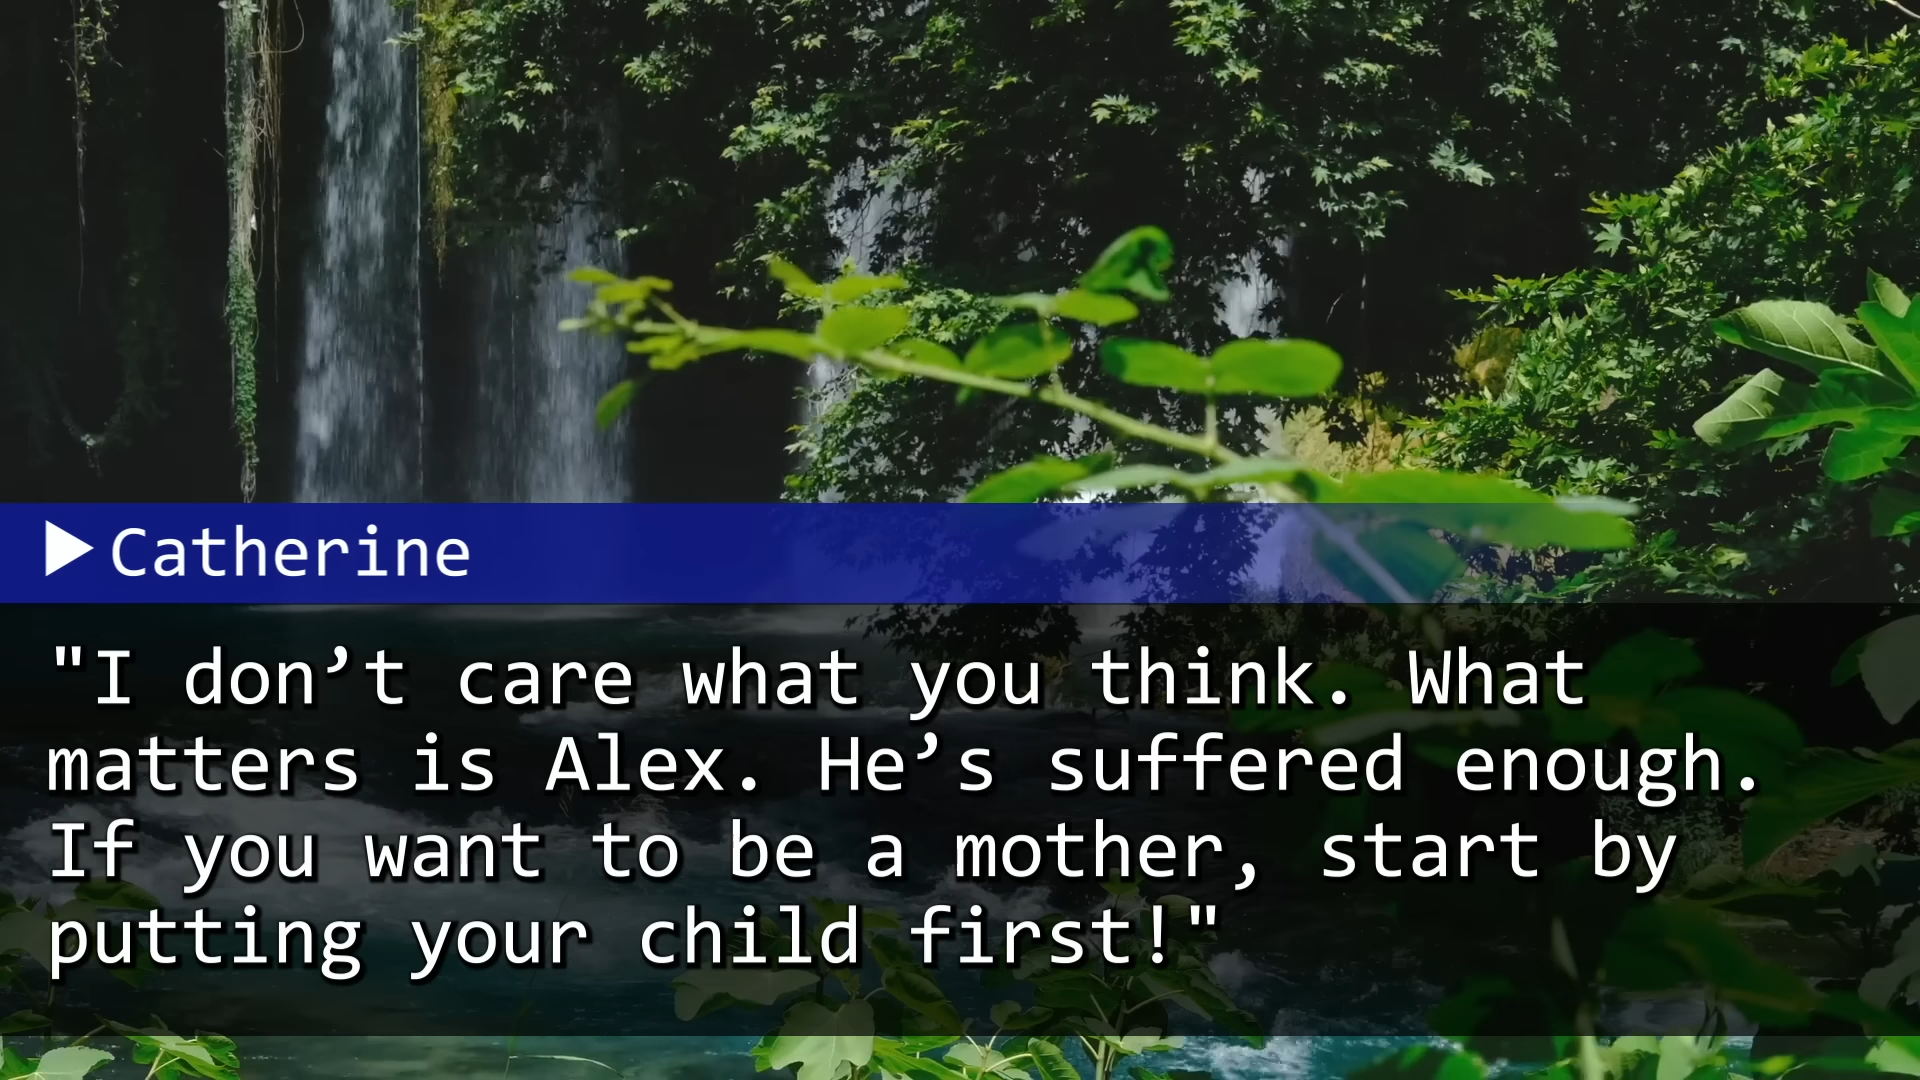 Catherine
"I don’t care what you think. What
matters is Alex. He’s suffered enough.
If you want to be a mother, start by
putting your child first!"